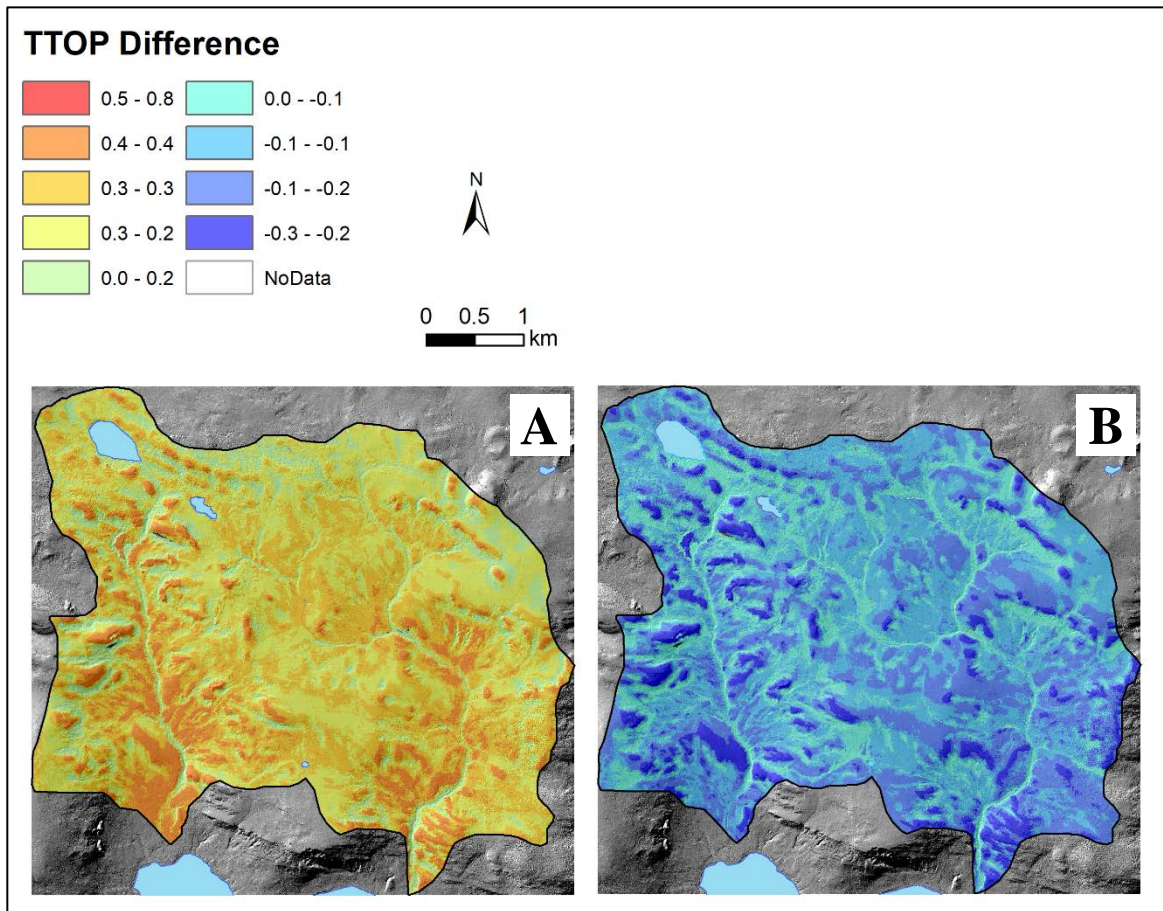 TTOP Difference
0.5 - 0.8
0.4 - 0.4
0.3 - 0.3
0.3 - 0.2
0.0 - 0.2
0.0 - -0.1
-0.1 - -0.1
-0.1 - -0.2
-0.3 - -0.2
NoData
N
0 0.5 1
km
A
B